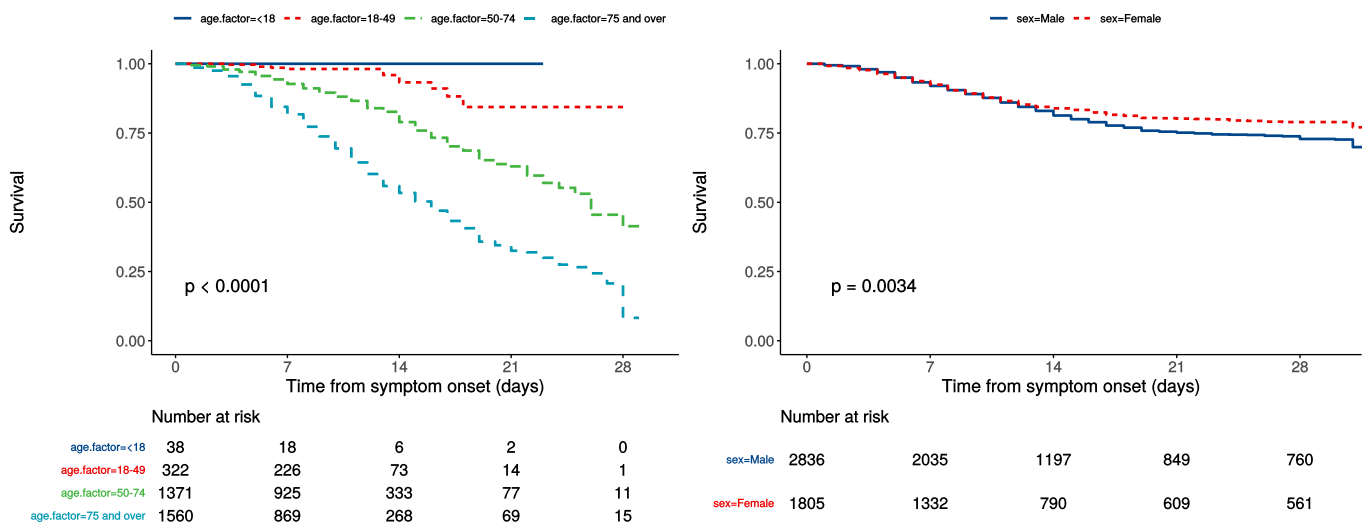 age.factor=<18 age.factor=18-49 age.factor=50-74 age.factor=75 and over
1.00
0.75
0.50
0.25
0.00
Survival
p < 0.0001
0 7 14 21 28
Time from symptom onset (days)
Number at risk
age.factor=<18 38 18 6 2 0
age.factor=18-49 322 226 73 14 1
age.factor=50-74 1371 925 333 77 11
age.factor=75 and over 1560 869 268 69 15
sex=Male sex=Female
1.00
0.75
0.50
0.25
0.00
Survival
p = 0.0034
0 7 14 21 28
Time from symptom onset (days)
Number at risk
sex=Male 2836 2035 1197 849 760
sex=Female 1805 1332 790 609 561